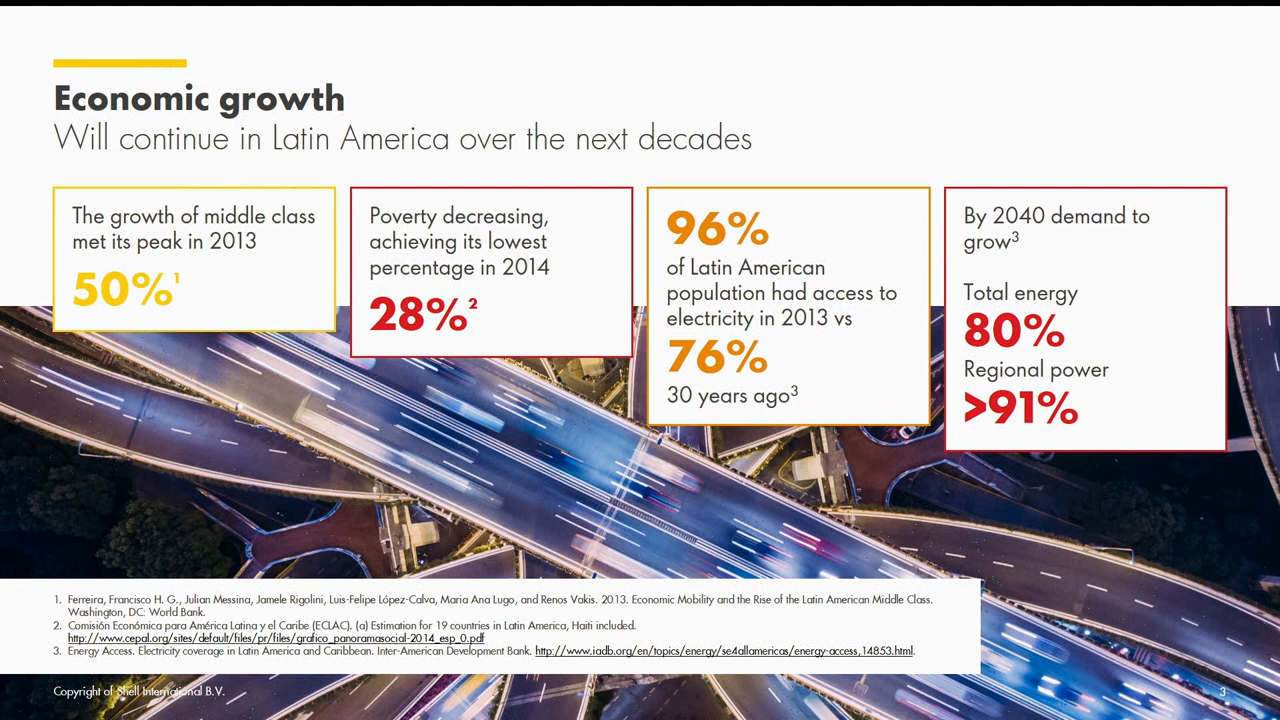 Economic growth
Will continue in Latin America over the next decades
The growth of middle class
met its peak in 2013
50%¹
Poverty decreasing,
achieving its lowest
percentage in 2014
28%²
96%
of Latin American
population had access to
electricity in 2013 vs
76%
30 years ago³
By 2040 demand to
grow³
Total energy
80%
Regional power
>91%
1. Ferreira, Francisco H. G., Julian Messina, Jamele Rigolini, Luis-Felipe López-Calva, Maria Ana Lugo, and Renos Vakis. 2013. Economic Mobility and the Rise of the Latin American Middle Class.
Washington, DC: World Bank.
2. Comisión Económica para América Latina y el Caribe (ECLAC). (a) Estimation for 19 countries in Latin America, Haiti included.
http://www.cepal.org/sites/default/files/pr/files/grafico_panoramasocial-2014_esp_0.pdf
3. Energy Access. Electricity coverage in Latin America and Caribbean. Inter-American Development Bank. http://www.iadb.org/en/topics/energy/se4allamericas/energy-access,14853.html.
Copyright of Shell International B.V.
3